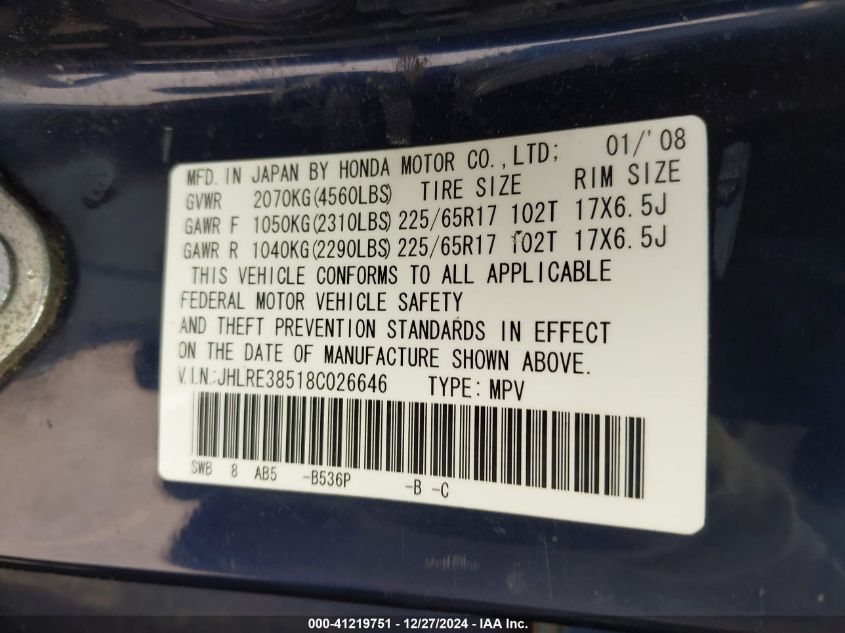 MFD. IN JAPAN BY HONDA MOTOR CO.,LTD; 01/'08
GVWR 2070KG(4560LBS) TIRE SIZE RIM SIZE
GAWR F 1050KG(2310LBS) 225/65R17 102T 17X6.5J
GAWR R 1040KG(2290LBS) 225/65R17 102T 17X6.5J
THIS VEHICLE CONFORMS TO ALL APPLICABLE
FEDERAL MOTOR VEHICLE SAFETY
AND THEFT PREVENTION STANDARDS IN EFFECT
ON THE DATE OF MANUFACTURE SHOWN ABOVE.
V.I.N.:JHLRE38518C026646 TYPE: MPV
SWB 8 AB5 -B536P -B -C
000-41219751 - 12/27/2024 - IAA Inc.